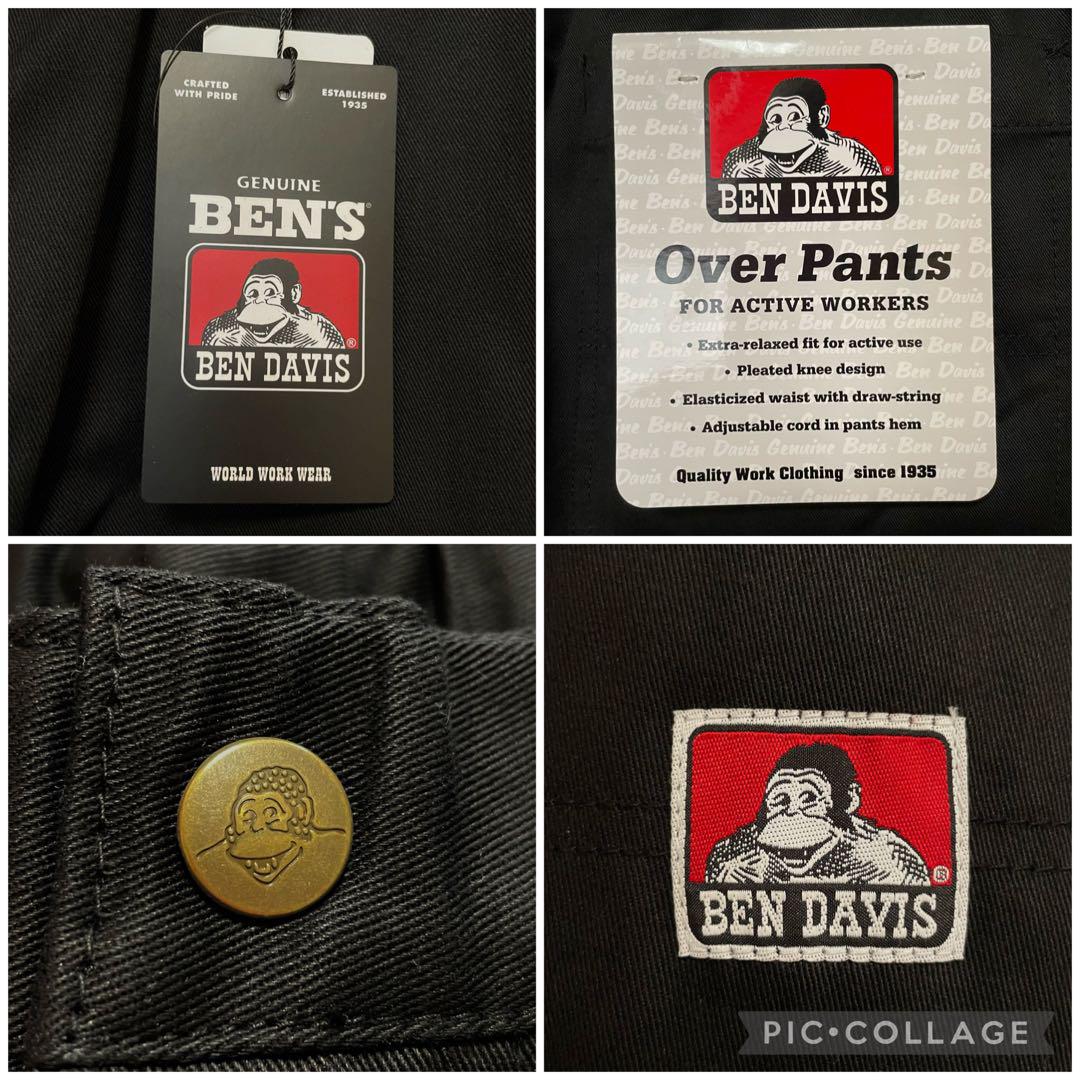 CRAFTED
WITH PRIDE
ESTABLISHED
1935
GENUINE
BEN'S®
®
BEN DAVIS
WORLD WORK WEAR
®
BEN DAVIS
Over Pants
FOR ACTIVE WORKERS
• Extra-relaxed fit for active use
• Pleated knee design
• Elasticized waist with draw-string
• Adjustable cord in pants hem
Quality Work Clothing since 1935
®
BEN DAVIS
PIC•COLLAGE